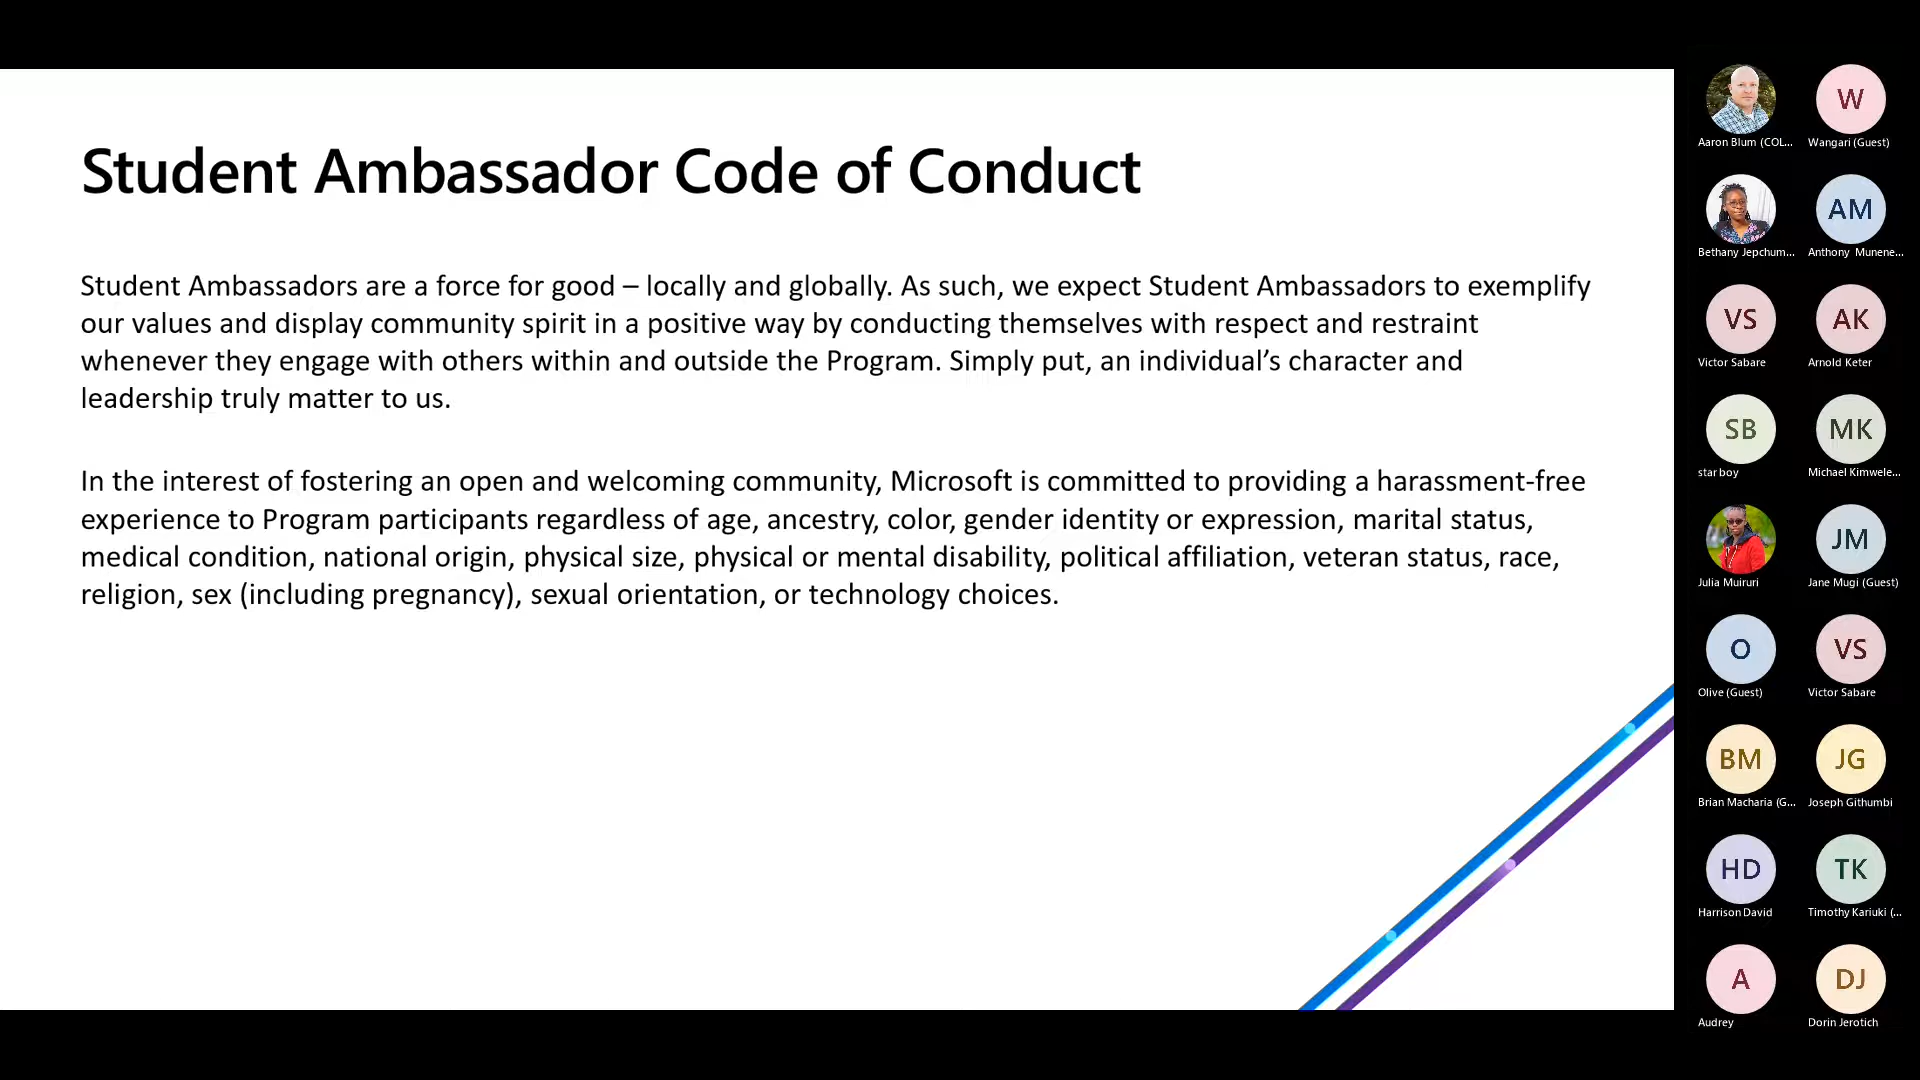 Student Ambassador Code of Conduct
Student Ambassadors are a force for good – locally and globally. As such, we expect Student Ambassadors to exemplify
our values and display community spirit in a positive way by conducting themselves with respect and restraint
whenever they engage with others within and outside the Program. Simply put, an individual’s character and
leadership truly matter to us.
In the interest of fostering an open and welcoming community, Microsoft is committed to providing a harassment-free
experience to Program participants regardless of age, ancestry, color, gender identity or expression, marital status,
medical condition, national origin, physical size, physical or mental disability, political affiliation, veteran status, race,
religion, sex (including pregnancy), sexual orientation, or technology choices.
W
Aaron Blum (COL...
Wangari (Guest)
AM
Bethany Jepchum...
Anthony Munene...
VS
AK
Victor Sabare
Arnold Keter
SB
MK
star boy
Michael Kimwele...
JM
Julia Muiruri
Jane Mugi (Guest)
O
VS
Olive (Guest)
Victor Sabare
BM
JG
Brian Macharia (G...
Joseph Githumbi
HD
TK
Harrison David
Timothy Kariuki (...
A
DJ
Audrey
Dorin Jerotich